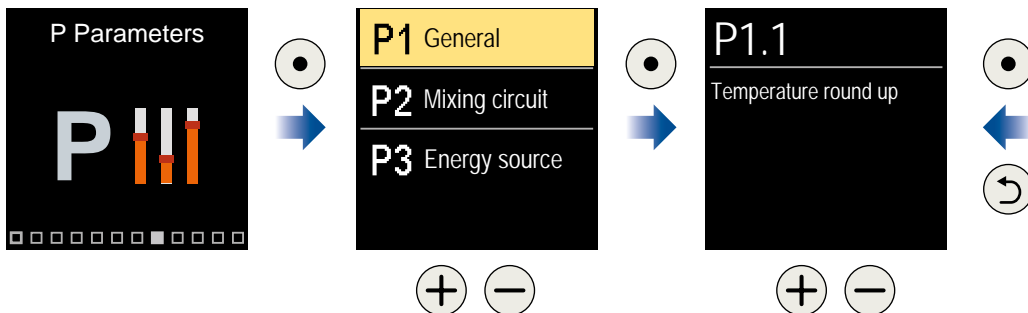 P Parameters
P
P1 General
P2 Mixing circuit
P3 Energy source
P1.1
Temperature round up